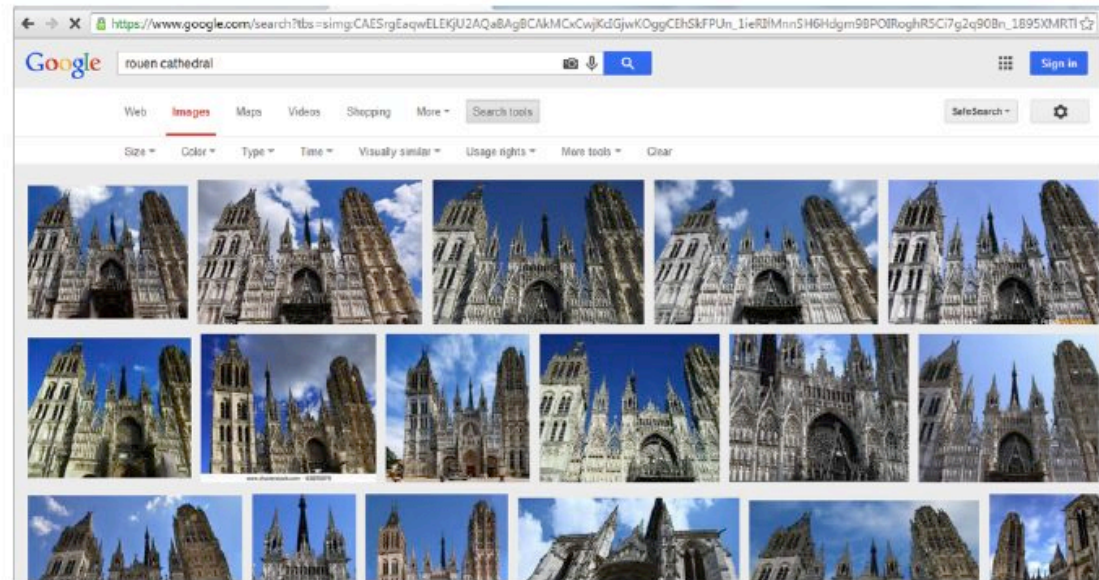 https://www.google.com/search?tbs=simg:
Google rouen cathedral Sign in
Web Images Maps Videos Shopping More Search tools SafeSearch
Size Color Type Time Visually similar Usage rights More tools Clear